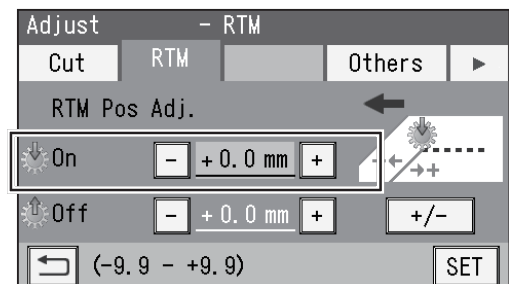 Adjust - RTM
Cut RTM Others ►
RTM Pos Adj.
On - +0.0 mm +
-← →+
Off - +0.0 mm + +/-
(-9.9 - +9.9) SET